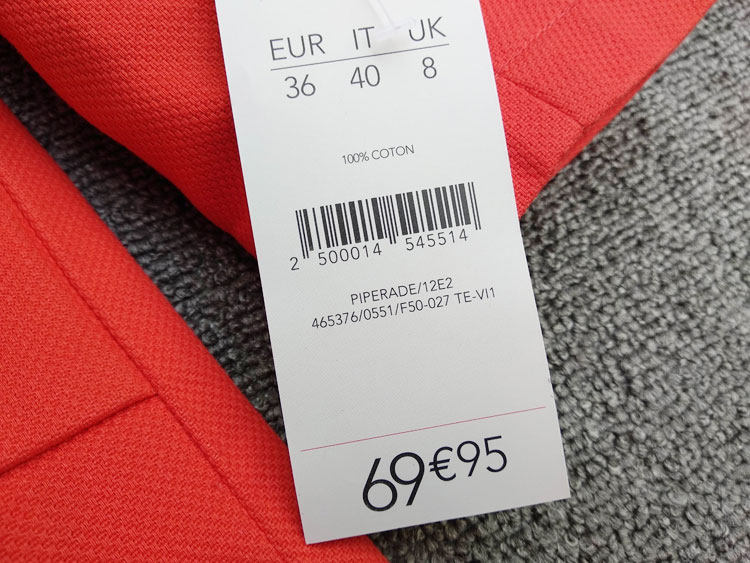 EUR IT UK
36 40 8
100% COTON
2 500014 545514
PIPERADE/12E2
465376/0551/F50-027 TE-VI1
69€95